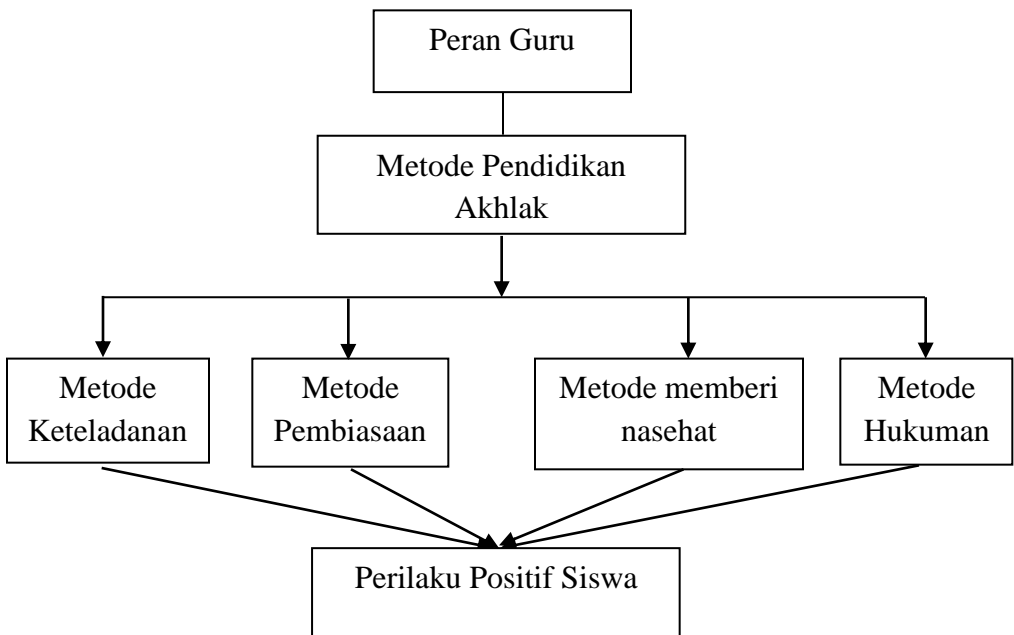 Peran Guru
Metode Pendidikan
Akhlak
Metode
Keteladanan
Metode
Pembiasaan
Metode memberi
nasehat
Metode
Hukuman
Perilaku Positif Siswa